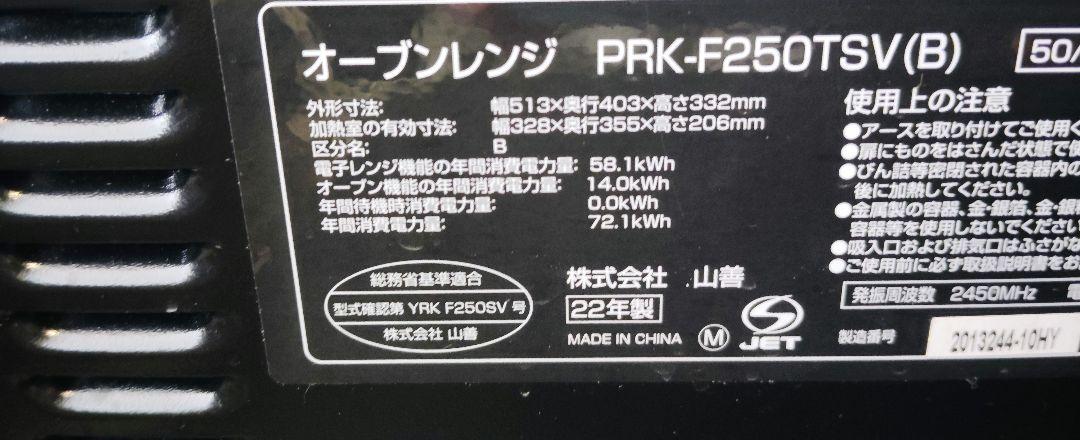 オーブンレンジ PRK-F250TSV(B)
50/
外形寸法: 幅513×奥行403×高さ332mm
加熱室の有効寸法: 幅328×奥行355×高さ206mm
区分名: B
電子レンジ機能の年間消費電力量: 58.1kWh
オーブン機能の年間消費電力量: 14.0kWh
年間待機時消費電力量: 0.0kWh
年間消費電力量: 72.1kWh
総務省基準適合
型式確認第 YRK F250SV 号
株式会社 山善
株式会社 山善
22年製
MADE IN CHINA
M
JET
使用上の注意
●アースを取り付けてご使用く
●扉にものをはさんだ状態で使
●びん詰等密閉された容器内の
後に加熱してください。
●金属製の容器、金・銀箔、金・銀
容器等を使用しないでください
●吸入口および排気口はふさがな
●ご使用前に必ず取扱説明書をお
発振周波数 2450MHz 電
製造番号 2013244-10HY